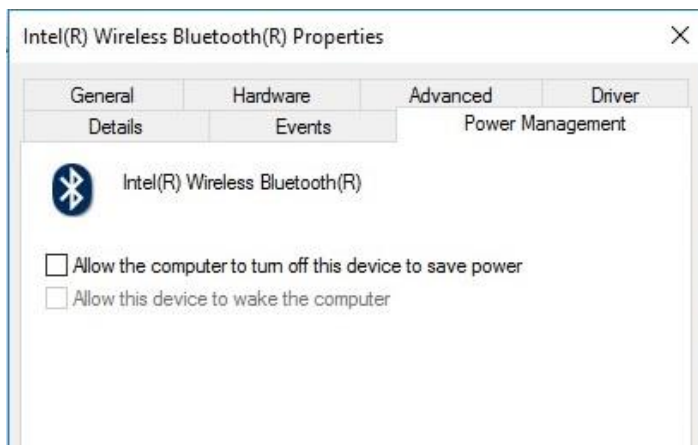 Intel(R) Wireless Bluetooth(R) Properties
General Hardware Advanced Driver
Details Events Power Management
Intel(R) Wireless Bluetooth(R)
Allow the computer to turn off this device to save power
Allow this device to wake the computer